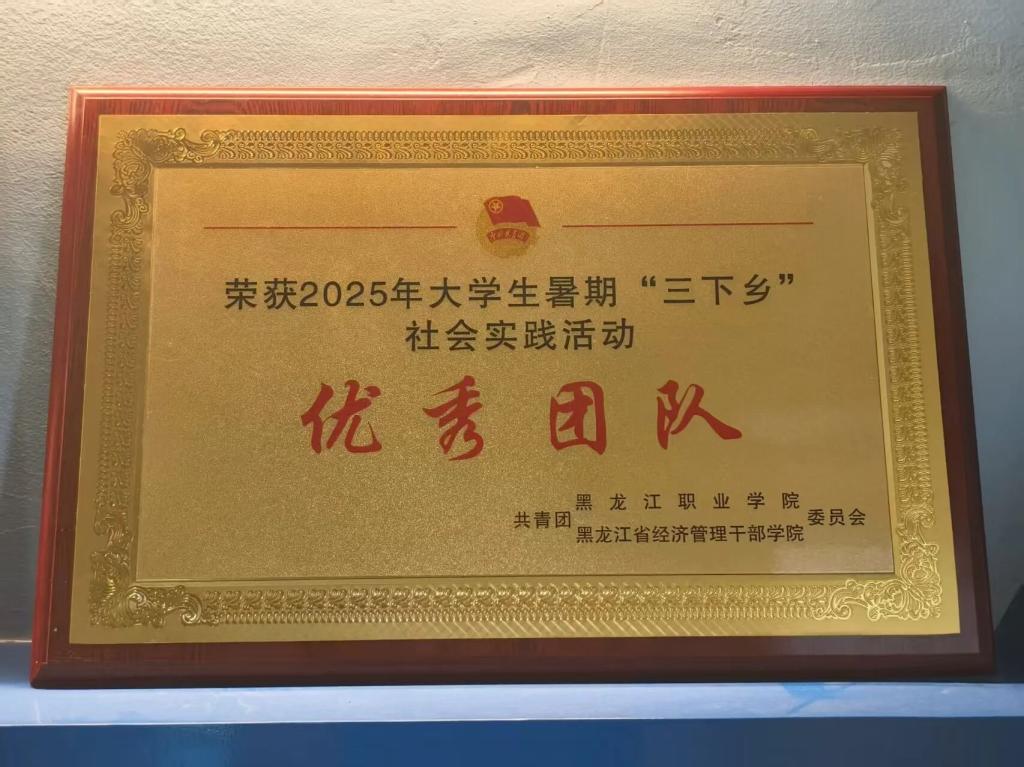 荣获2025年大学生暑期“三下乡”
社会实践活动
优秀团队
共青团 黑龙江职业学院 委员会
黑龙江省经济管理干部学院